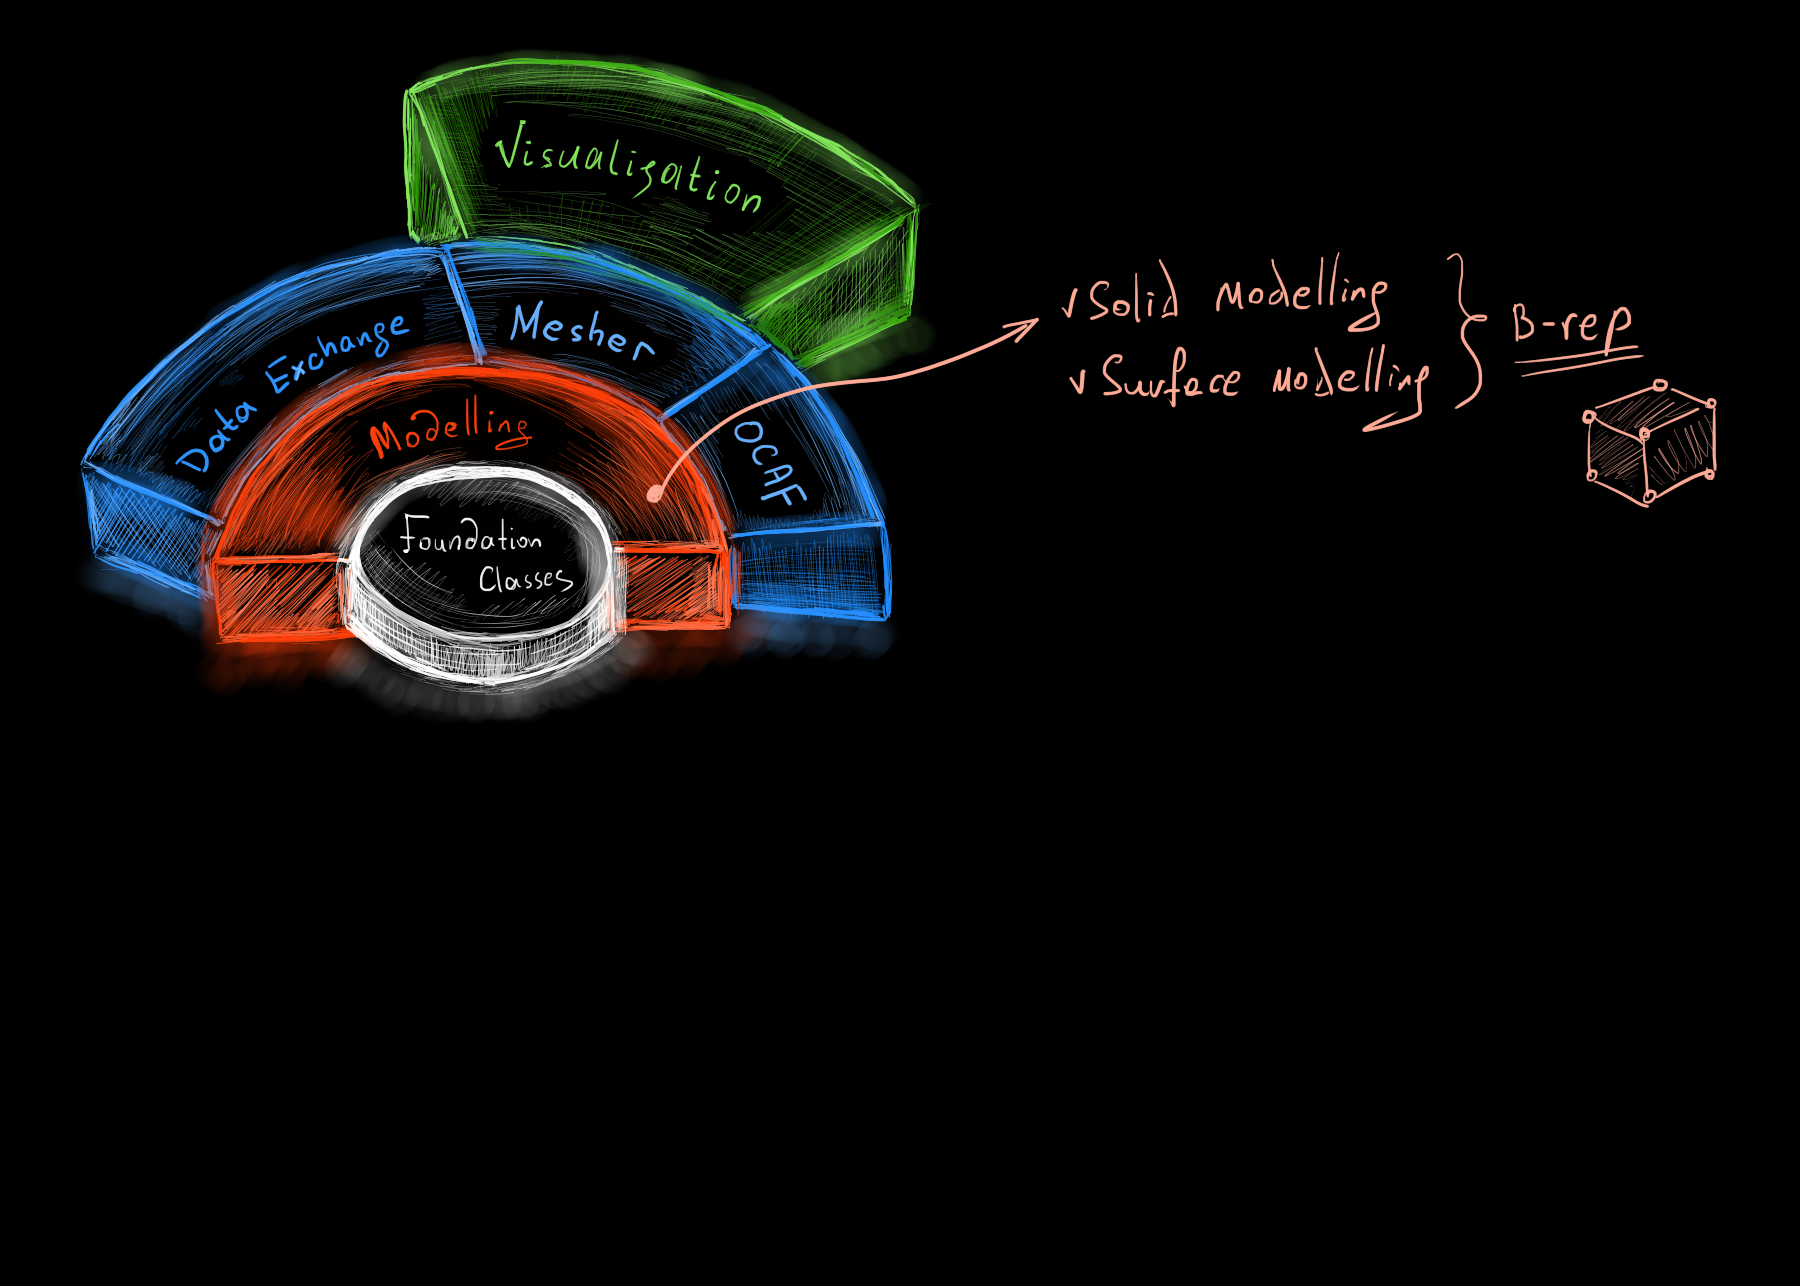 Visualization
Data Exchange
Mesher
OCAF
Modelling
Foundation
Classes
Solid modelling
Surface modelling
B-rep